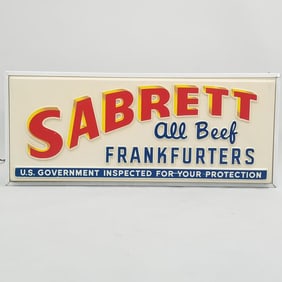 SABRETT
All Beef
FRANKFURTERS
U.S. GOVERNMENT INSPECTED FOR YOUR PROTECTION